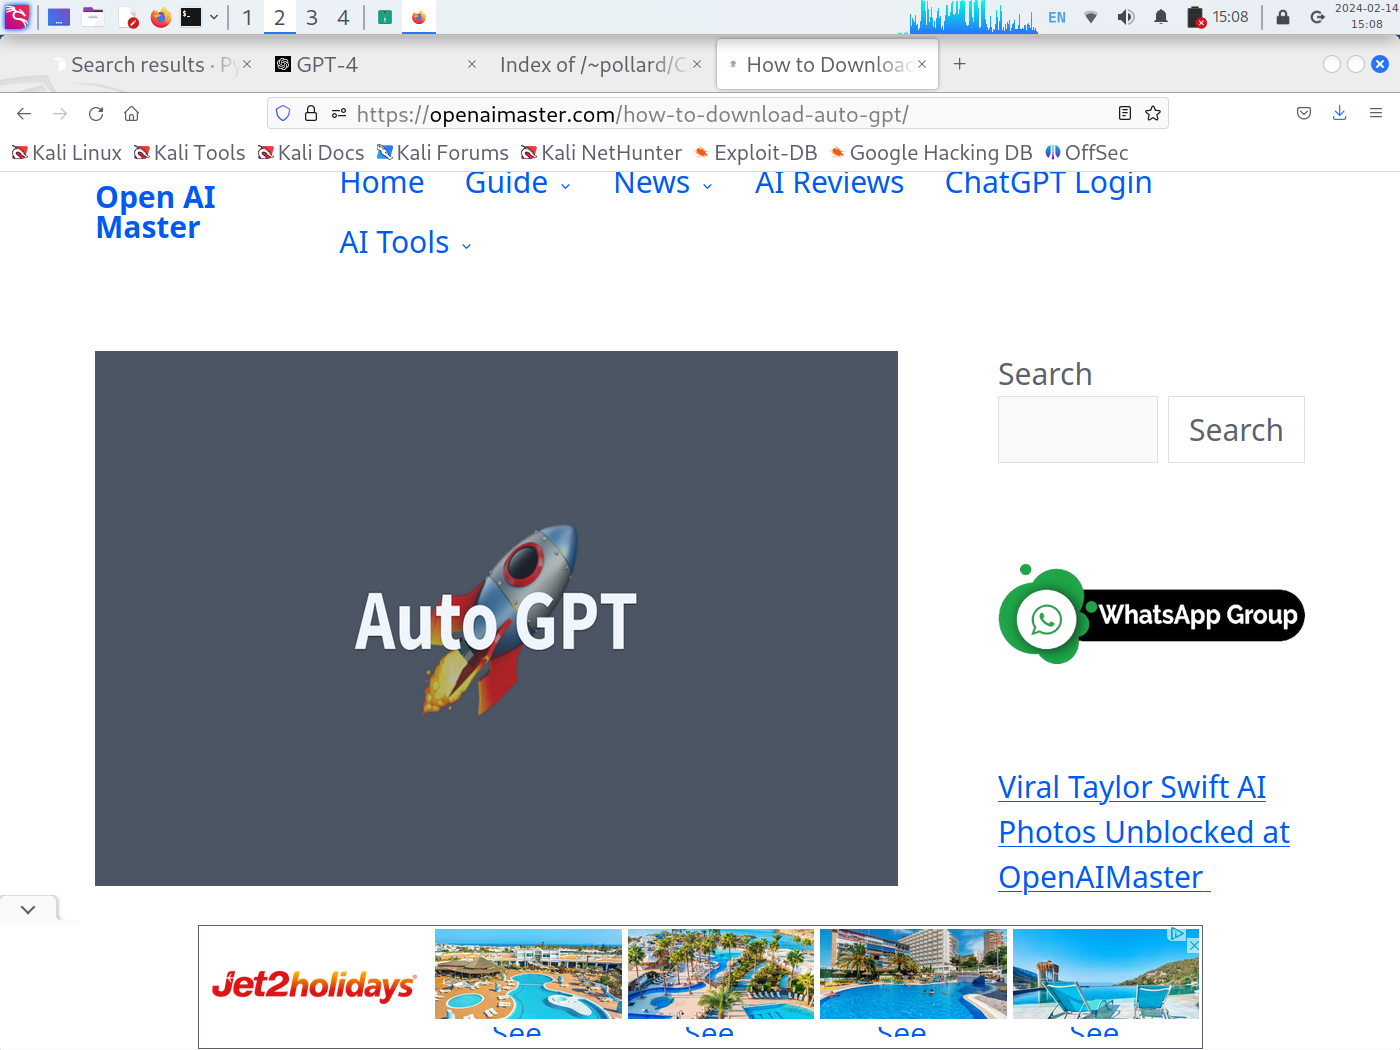 1 2 3 4 EN 15:08 2024-02-14
15:08
Search results · Py GPT-4 Index of /~pollard/C How to Download
https://openaimaster.com/how-to-download-auto-gpt/
Kali Linux Kali Tools Kali Docs Kali Forums Kali NetHunter Exploit-DB Google Hacking DB OffSec
Open AI
Master
Home Guide News AI Reviews ChatGPT Login
AI Tools
Auto GPT
Search
Search
WhatsApp Group
Viral Taylor Swift AI
Photos Unblocked at
OpenAIMaster
Jet2holidays
See See See See